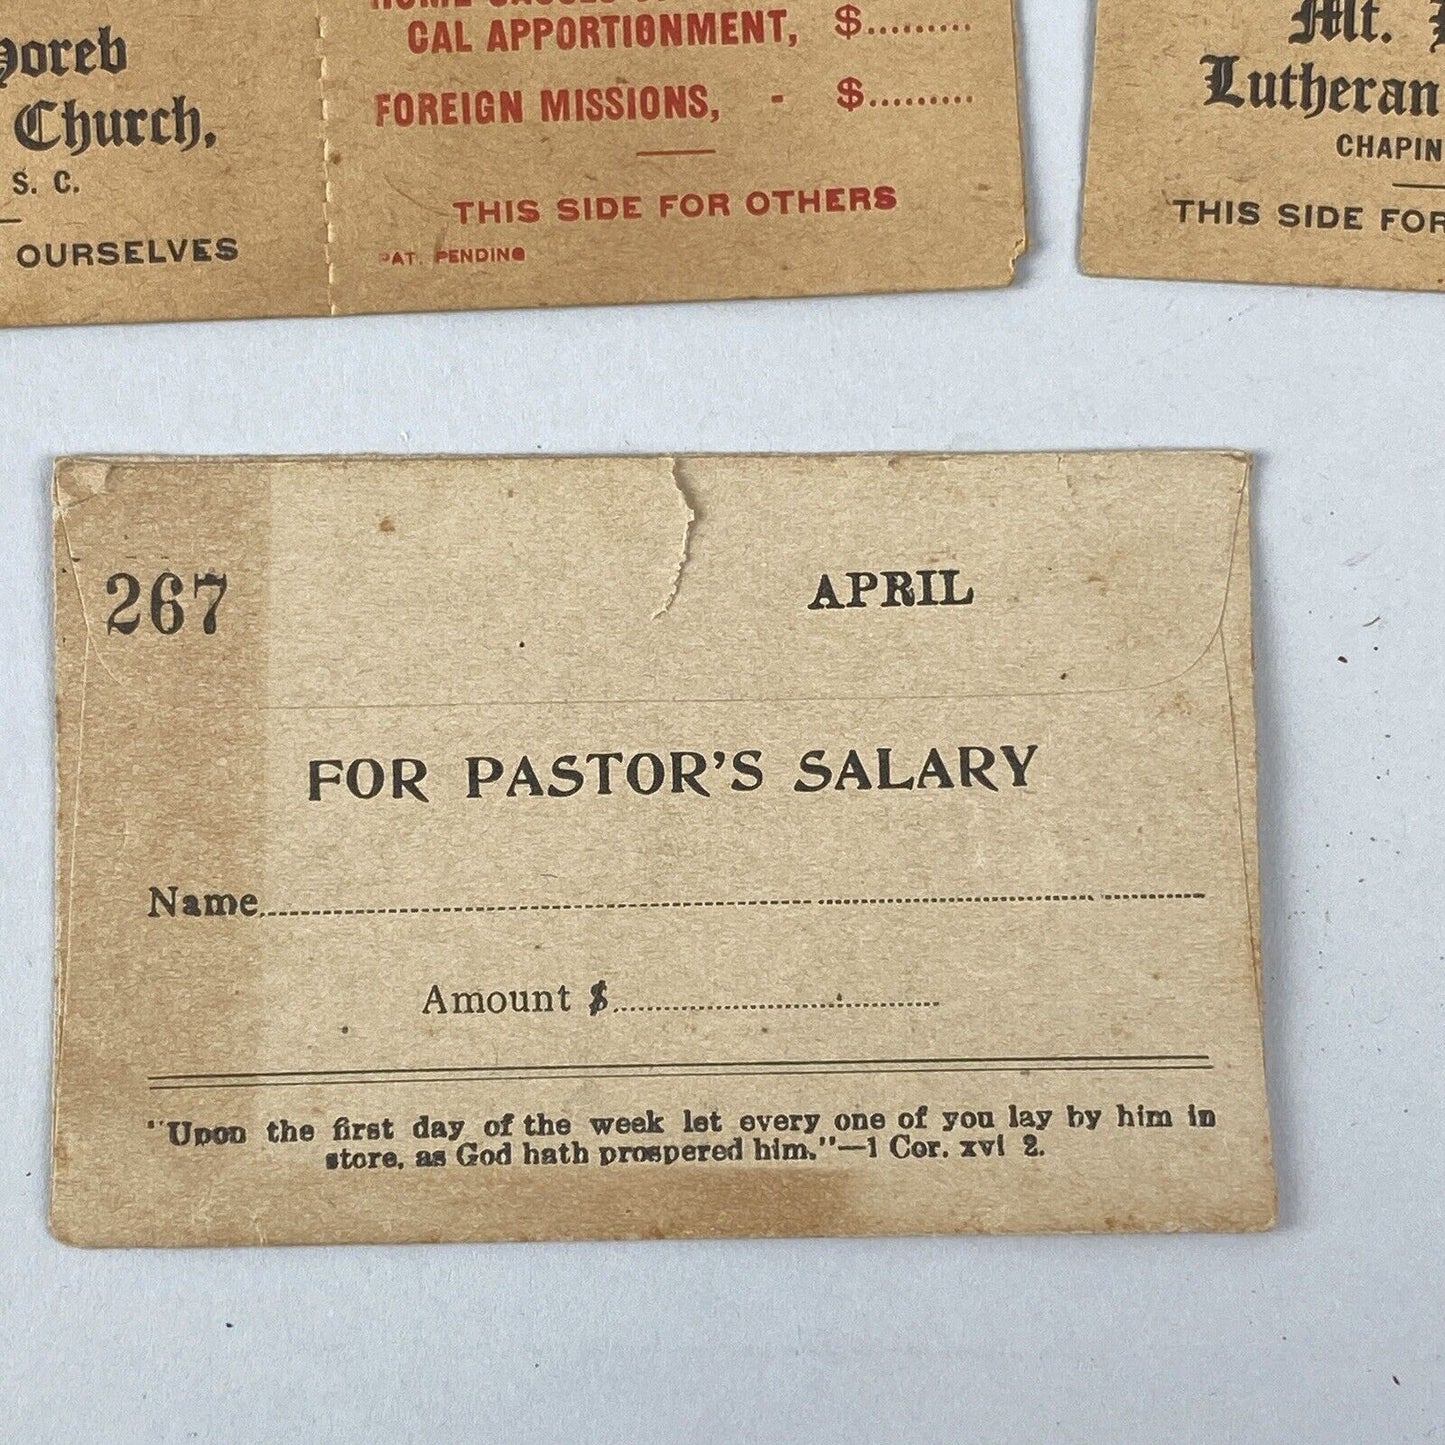 Horeb
Church,
S. C.
OURSELVES
CAL APPORTIONMENT, $.........
FOREIGN MISSIONS, - $.........
THIS SIDE FOR OTHERS
PAT. PENDING
Mt.
Lutheran
CHAPIN
THIS SIDE FOR
267
APRIL
FOR PASTOR'S SALARY
Name
Amount $
"Upon the first day of the week let every one of you lay by him in
store, as God hath prospered him."—1 Cor. xvi 2.